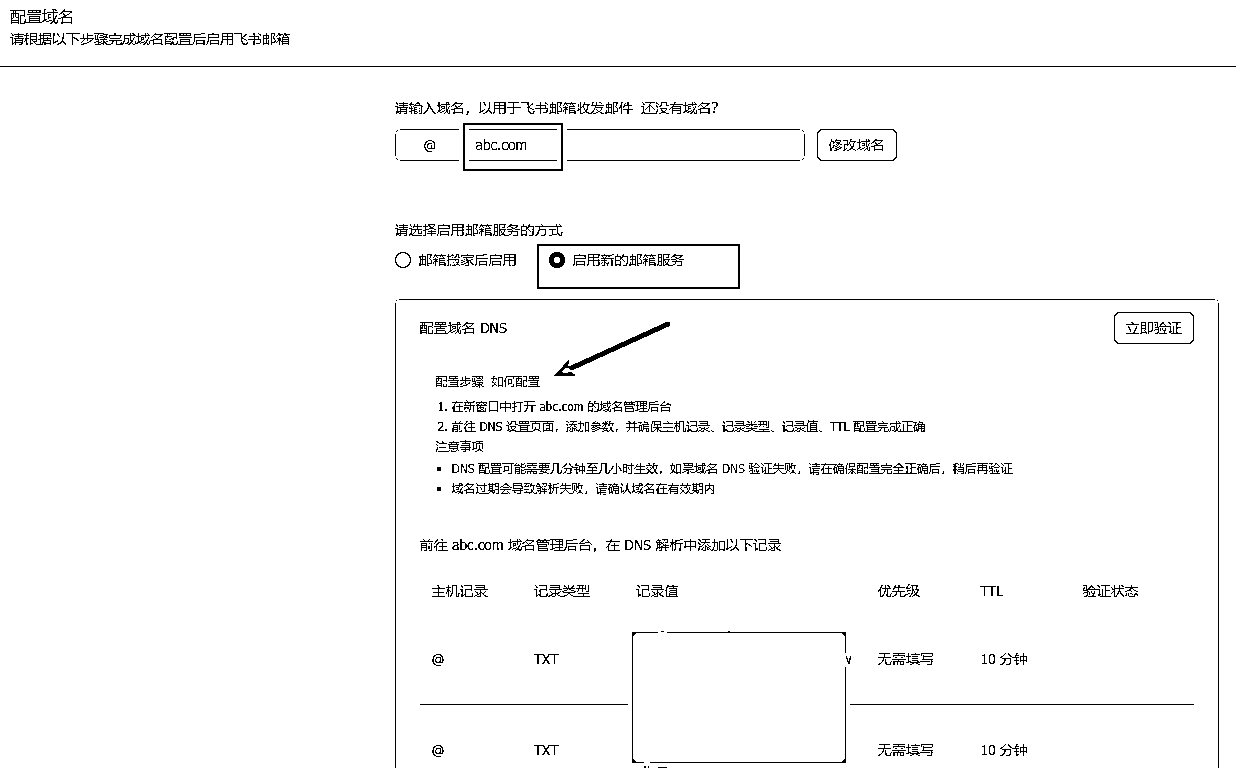 配置域名
请根据以下步骤完成域名配置后启用飞书邮箱
请输入域名，以用于飞书邮箱收发邮件 还没有域名？
@ abc.com 修改域名
请选择启用邮箱服务的方式
邮箱搬家后启用 启用新的邮箱服务
配置域名 DNS 立即验证
配置步骤 如何配置
1. 在新窗口中打开 abc.com 的域名管理后台
2. 前往 DNS 设置页面，添加参数，并确保主机记录、记录类型、记录值、TTL 配置完成正确
注意事项
▪ DNS 配置可能需要几分钟至几小时生效，如果域名 DNS 验证失败，请在确保配置完全正确后，稍后再验证
▪ 域名过期会导致解析失败，请确认域名在有效期内
前往 abc.com 域名管理后台，在 DNS 解析中添加以下记录
主机记录 记录类型 记录值 优先级 TTL 验证状态
@ TXT 无需填写 10 分钟
@ TXT 无需填写 10 分钟